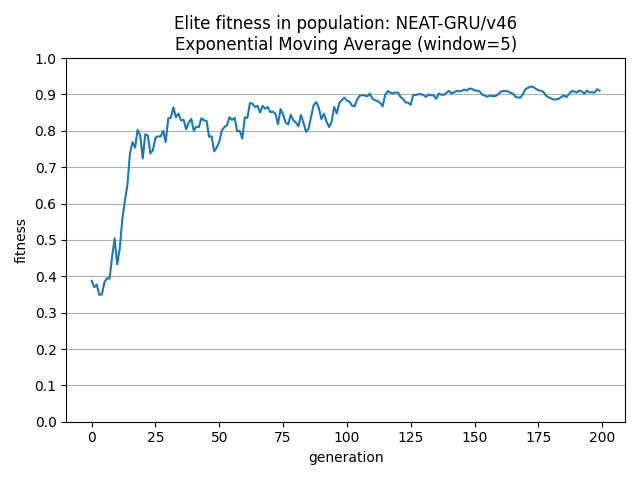 Elite fitness in population: NEAT-GRU/v46
Exponential Moving Average (window=5)
1.0
0.9
0.8
0.7
0.6
0.5
0.4
0.3
0.2
0.1
0.0
fitness
0 25 50 75 100 125 150 175 200
generation